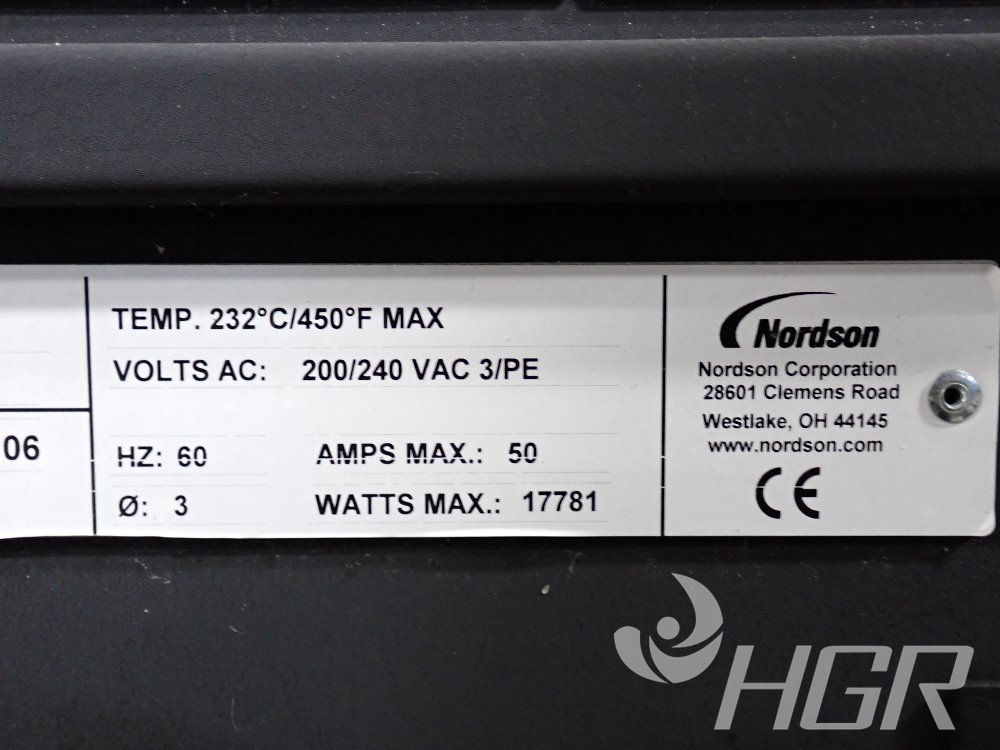 TEMP. 232°C/450°F MAX
VOLTS AC: 200/240 VAC 3/PE
06
HZ: 60 AMPS MAX.: 50
Ø: 3 WATTS MAX.: 17781
Nordson
Nordson Corporation
28601 Clemens Road
Westlake, OH 44145
www.nordson.com
CE
HGR